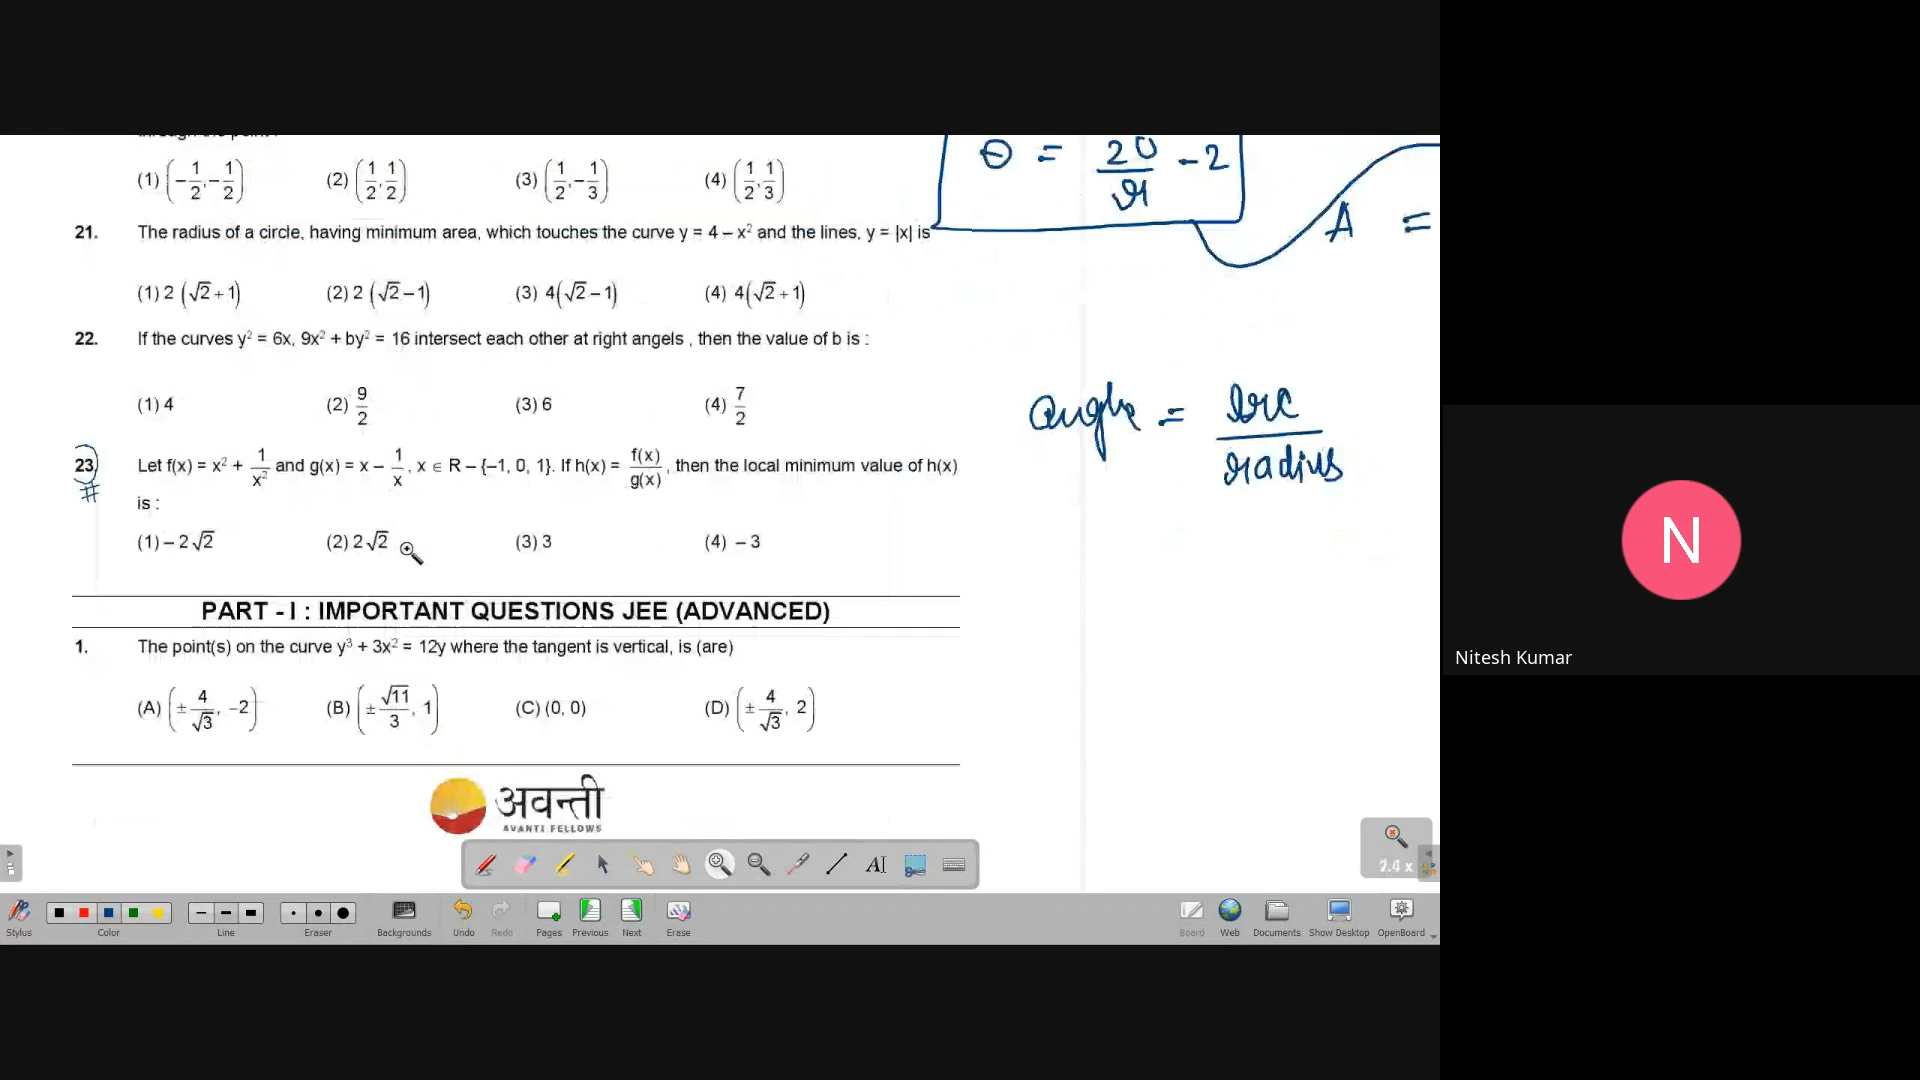 (1) (-1/2, -1/2) (2) (1/2, 1/2) (3) (1/2, -1/3) (4) (1/2, 1/3)
21. The radius of a circle, having minimum area, which touches the curve y = 4 – x² and the lines, y = |x| is
(1) 2 (√2 + 1) (2) 2 (√2 – 1) (3) 4(√2 – 1) (4) 4(√2 + 1)
22. If the curves y² = 6x, 9x² + by² = 16 intersect each other at right angels , then the value of b is :
(1) 4 (2) 9/2 (3) 6 (4) 7/2
23 Let f(x) = x² + 1/x² and g(x) = x – 1/x, x ∈ R – {–1, 0, 1}. If h(x) = f(x)/g(x), then the local minimum value of h(x)
#
is :
(1) – 2√2 (2) 2√2 (3) 3 (4) – 3
PART - I : IMPORTANT QUESTIONS JEE (ADVANCED)
1. The point(s) on the curve y³ + 3x² = 12y where the tangent is vertical, is (are)
(A) (± 4/√3, –2) (B) (± √11/3, 1) (C) (0, 0) (D) (± 4/√3, 2)
अवन्ती
AVANTI FELLOWS
θ = 20/r - 2
A =
angle = arc/radius
N
Nitesh Kumar
2.4 x
AI
Stylus Color Line Eraser Backgrounds Undo Redo Pages Previous Next Erase Board Web Documents Show Desktop OpenBoard